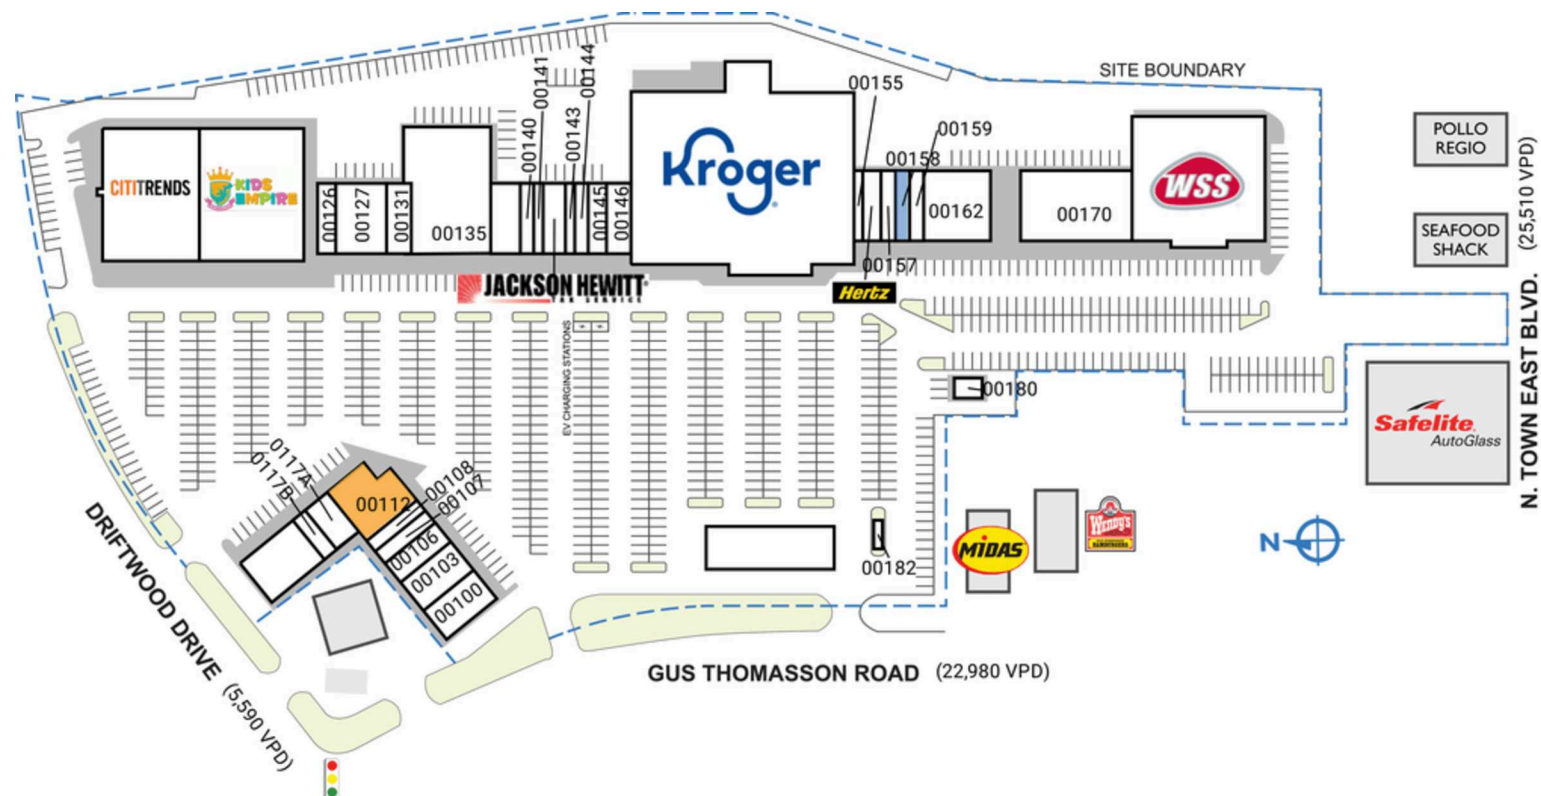 SITE BOUNDARY
00155
00144
00141
00159
POLLO
REGIO
00143
00140
Kroger
00158
CITITRENDS
KIDS
EMPIRE
WSS
(25,510 VPD)
00126
00127
00131
00135
00145
00146
00162
00170
SEAFOOD
SHACK
00157
JACKSON HEWITT
TAX SERVICE
Hertz
EV CHARGING STATIONS
00180
N. TOWN EAST BLVD.
Safelite.
AutoGlass
0117A
0117B
00108
00107
00112
WENDY'S
MIDAS
N
00106
00103
00100
00182
DRIFTWOOD DRIVE
(5,590 VPD)
GUS THOMASSON ROAD (22,980 VPD)